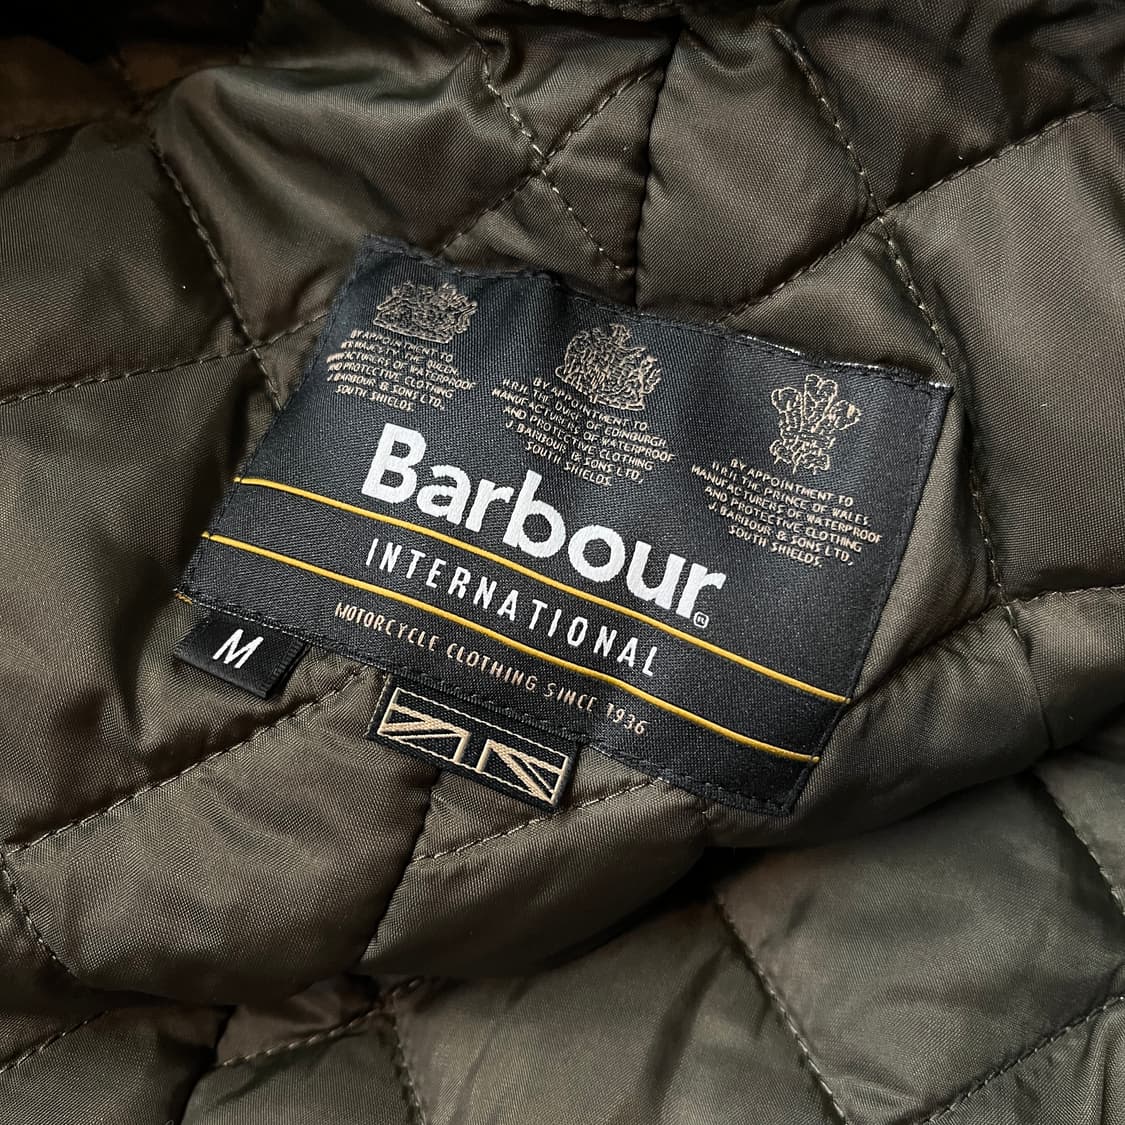 BY APPOINTMENT TO
HER MAJESTY THE QUEEN,
MANUFACTURERS OF WATERPROOF
AND PROTECTIVE CLOTHING
J.BARBOUR & SONS LTD,
SOUTH SHIELDS.
BY APPOINTMENT TO
H.R.H. THE DUKE OF EDINBURGH,
MANUFACTURERS OF WATERPROOF
AND PROTECTIVE CLOTHING
J.BARBOUR & SONS LTD,
SOUTH SHIELDS.
BY APPOINTMENT TO
H.R.H. THE PRINCE OF WALES
MANUFACTURERS OF WATERPROOF
AND PROTECTIVE CLOTHING
J.BARBOUR & SONS LTD,
SOUTH SHIELDS.
Barbour®
INTERNATIONAL
MOTORCYCLE CLOTHING SINCE 1936
M